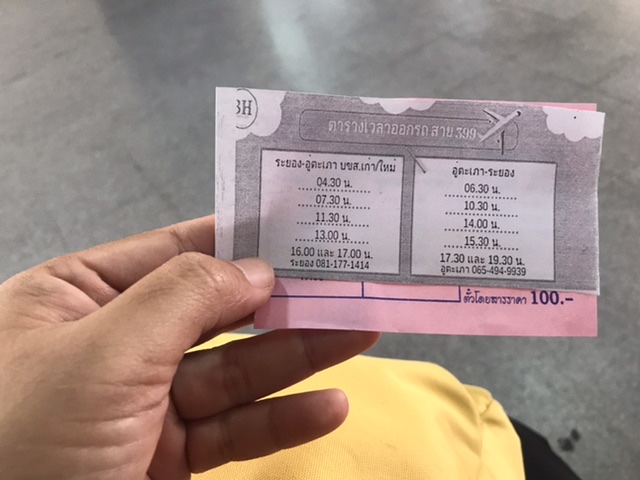 BH
ตารางเวลาออกรถ สาย 399
ระยอง-อู่ตะเภา บขส.เก่า/ใหม่
04.30 น.
07.30 น.
11.30 น.
13.00 น.
16.00 และ 17.00 น.
ระยอง 081-177-1414
อู่ตะเภา-ระยอง
06.30 น.
10.30 น.
14.00 น.
15.30 น.
17.30 และ 19.30 น.
อู่ตะเภา 065-494-9939
ตั๋วโดยสารราคา 100.-